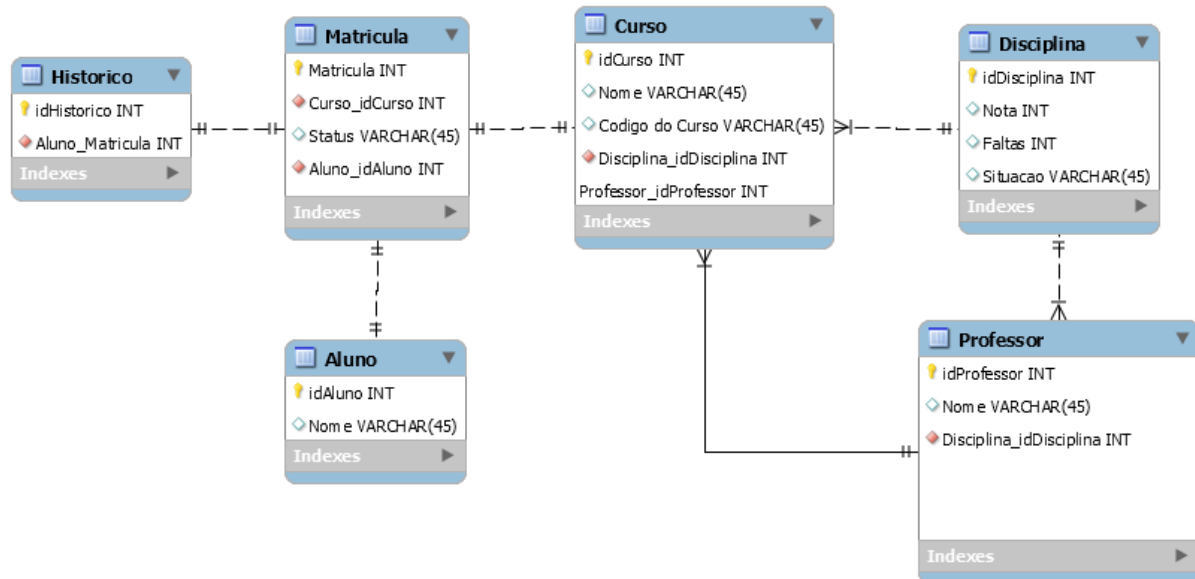 Historico
idHistorico INT
Aluno_Matricula INT
Indexes
Matricula
Matricula INT
Curso_idCurso INT
Status VARCHAR(45)
Aluno_idAluno INT
Indexes
Aluno
idAluno INT
Nome VARCHAR(45)
Indexes
Curso
idCurso INT
Nome VARCHAR(45)
Codigo do Curso VARCHAR(45)
Disciplina_idDisciplina INT
Professor_idProfessor INT
Indexes
Disciplina
idDisciplina INT
Nota INT
Faltas INT
Situacao VARCHAR(45)
Indexes
Professor
idProfessor INT
Nome VARCHAR(45)
Disciplina_idDisciplina INT
Indexes